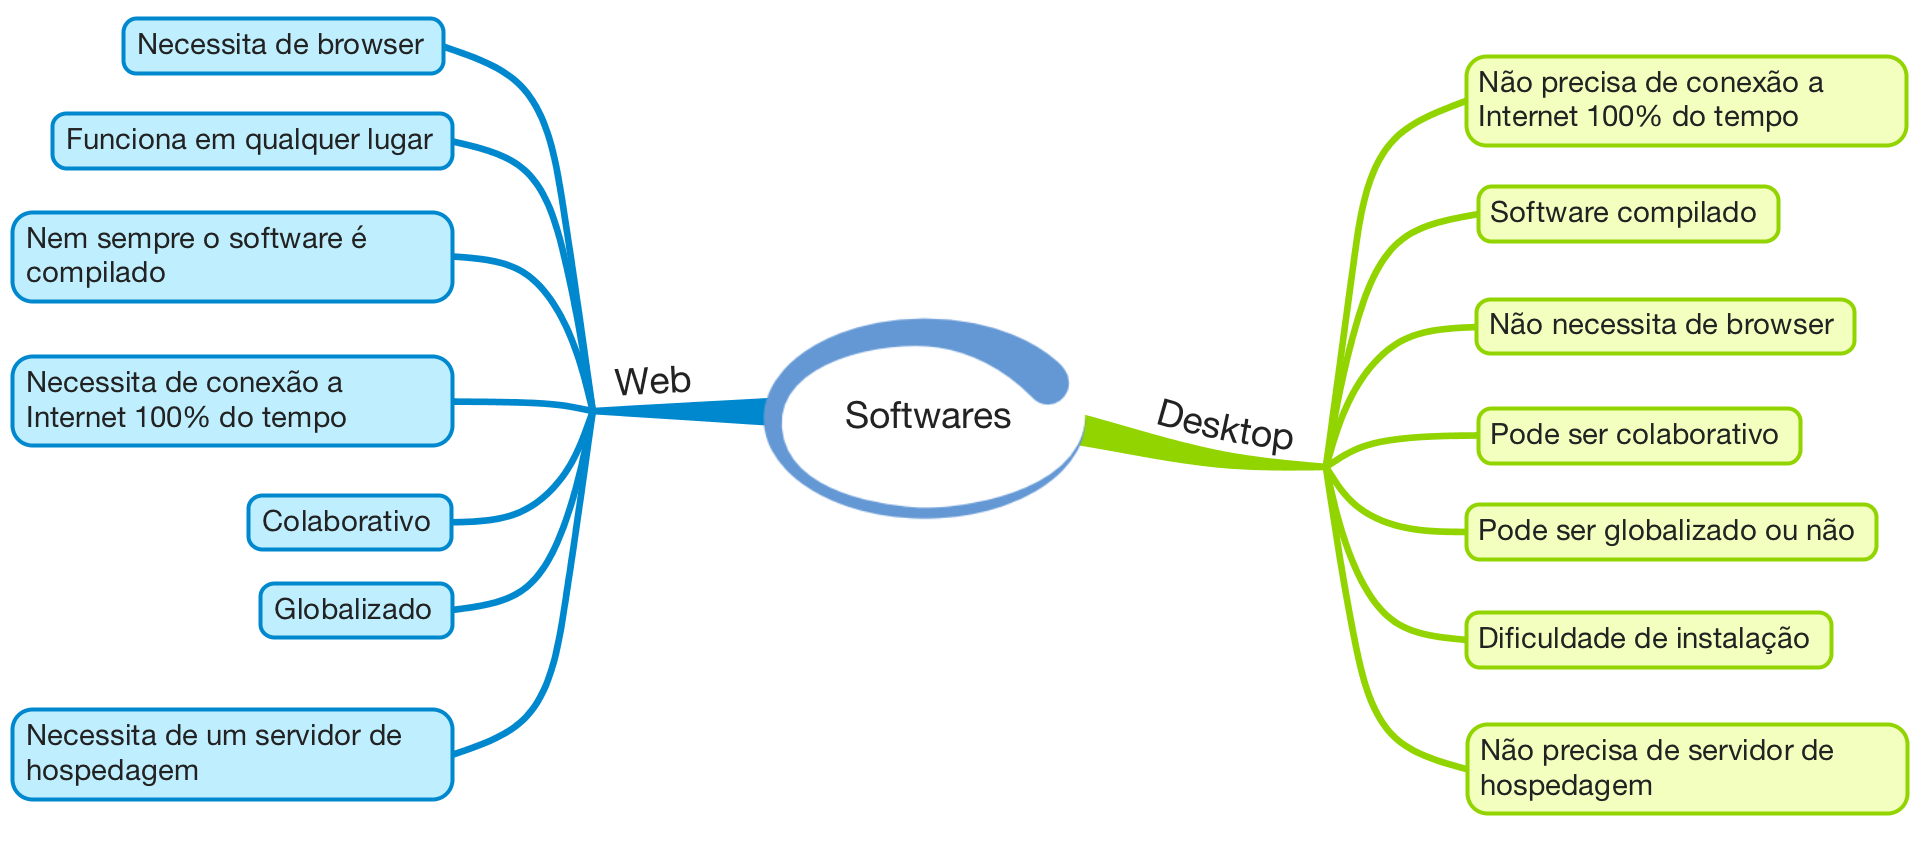 Softwares
Web
Necessita de browser
Funciona em qualquer lugar
Nem sempre o software é
compilado
Necessita de conexão a
Internet 100% do tempo
Colaborativo
Globalizado
Necessita de um servidor de
hospedagem
Desktop
Não precisa de conexão a
Internet 100% do tempo
Software compilado
Não necessita de browser
Pode ser colaborativo
Pode ser globalizado ou não
Dificuldade de instalação
Não precisa de servidor de
hospedagem